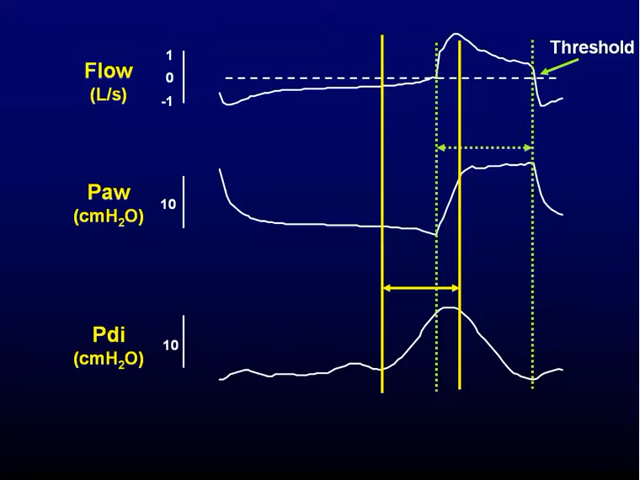 Threshold
Flow
(L/s)
1
0
-1
Paw
(cmH₂O)
10
Pdi
(cmH₂O)
10